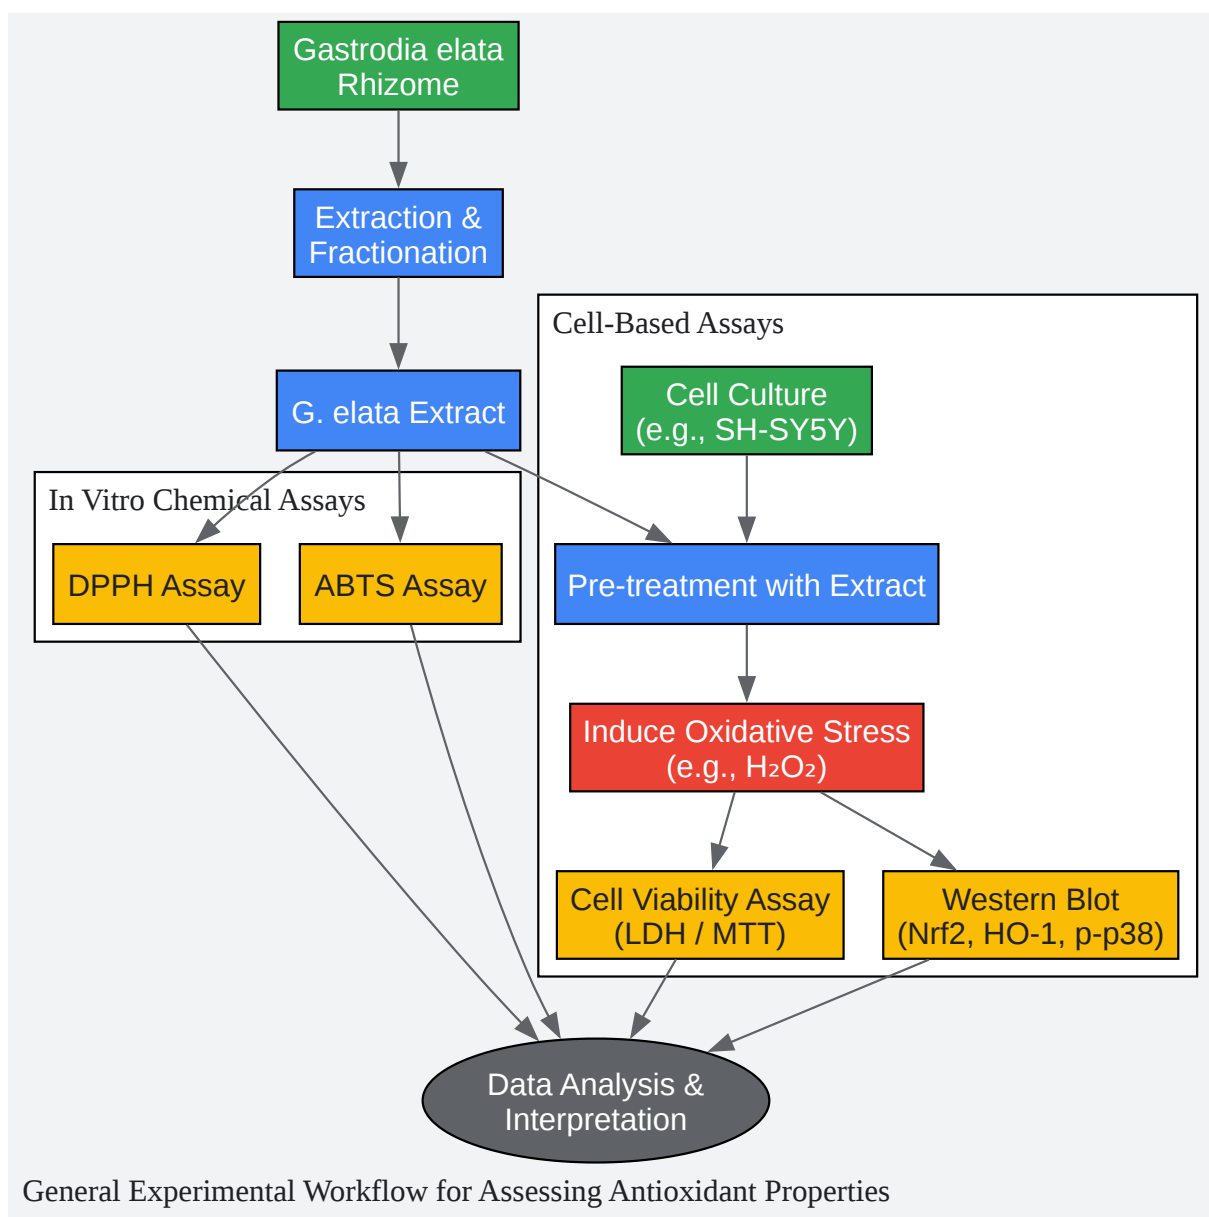 Gastrodia elata
Rhizome
Extraction &
Fractionation
Cell-Based Assays
Cell Culture
(e.g., SH-SY5Y)
G. elata Extract
In Vitro Chemical Assays
DPPH Assay
ABTS Assay
Pre-treatment with Extract
Induce Oxidative Stress
(e.g., H₂O₂)
Cell Viability Assay
(LDH / MTT)
Western Blot
(Nrf2, HO-1, p-p38)
Data Analysis &
Interpretation
General Experimental Workflow for Assessing Antioxidant Properties